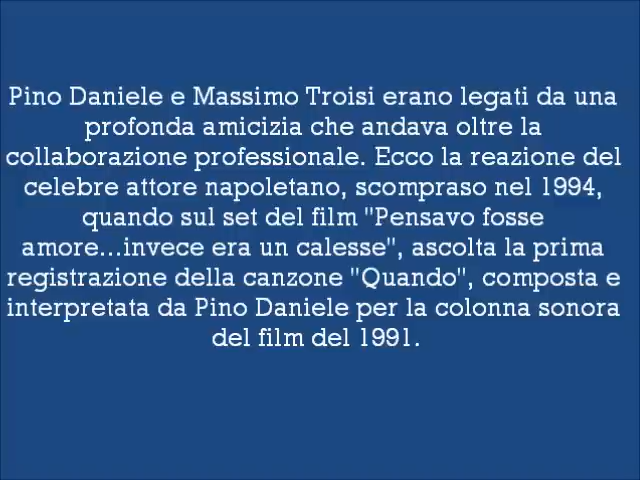 Pino Daniele e Massimo Troisi erano legati da una
profonda amicizia che andava oltre la
collaborazione professionale. Ecco la reazione del
celebre attore napoletano, scompraso nel 1994,
quando sul set del film "Pensavo fosse
amore...invece era un calesse", ascolta la prima
registrazione della canzone "Quando", composta e
interpretata da Pino Daniele per la colonna sonora
del film del 1991.